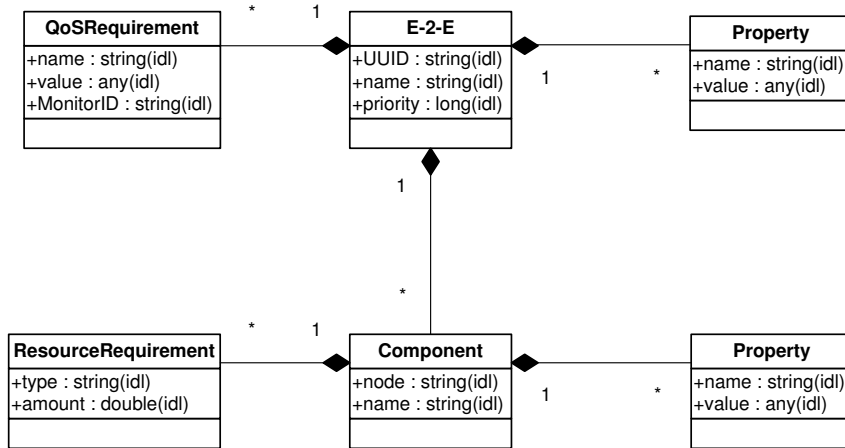 * 1
QoSRequirement
+name : string(idl)
+value : any(idl)
+MonitorID : string(idl)
E-2-E
+UUID : string(idl)
+name : string(idl)
+priority : long(idl)
Property
+name : string(idl)
+value : any(idl)
1 *
1
*
* 1
ResourceRequirement
+type : string(idl)
+amount : double(idl)
Component
+node : string(idl)
+name : string(idl)
Property
+name : string(idl)
+value : any(idl)
1 *